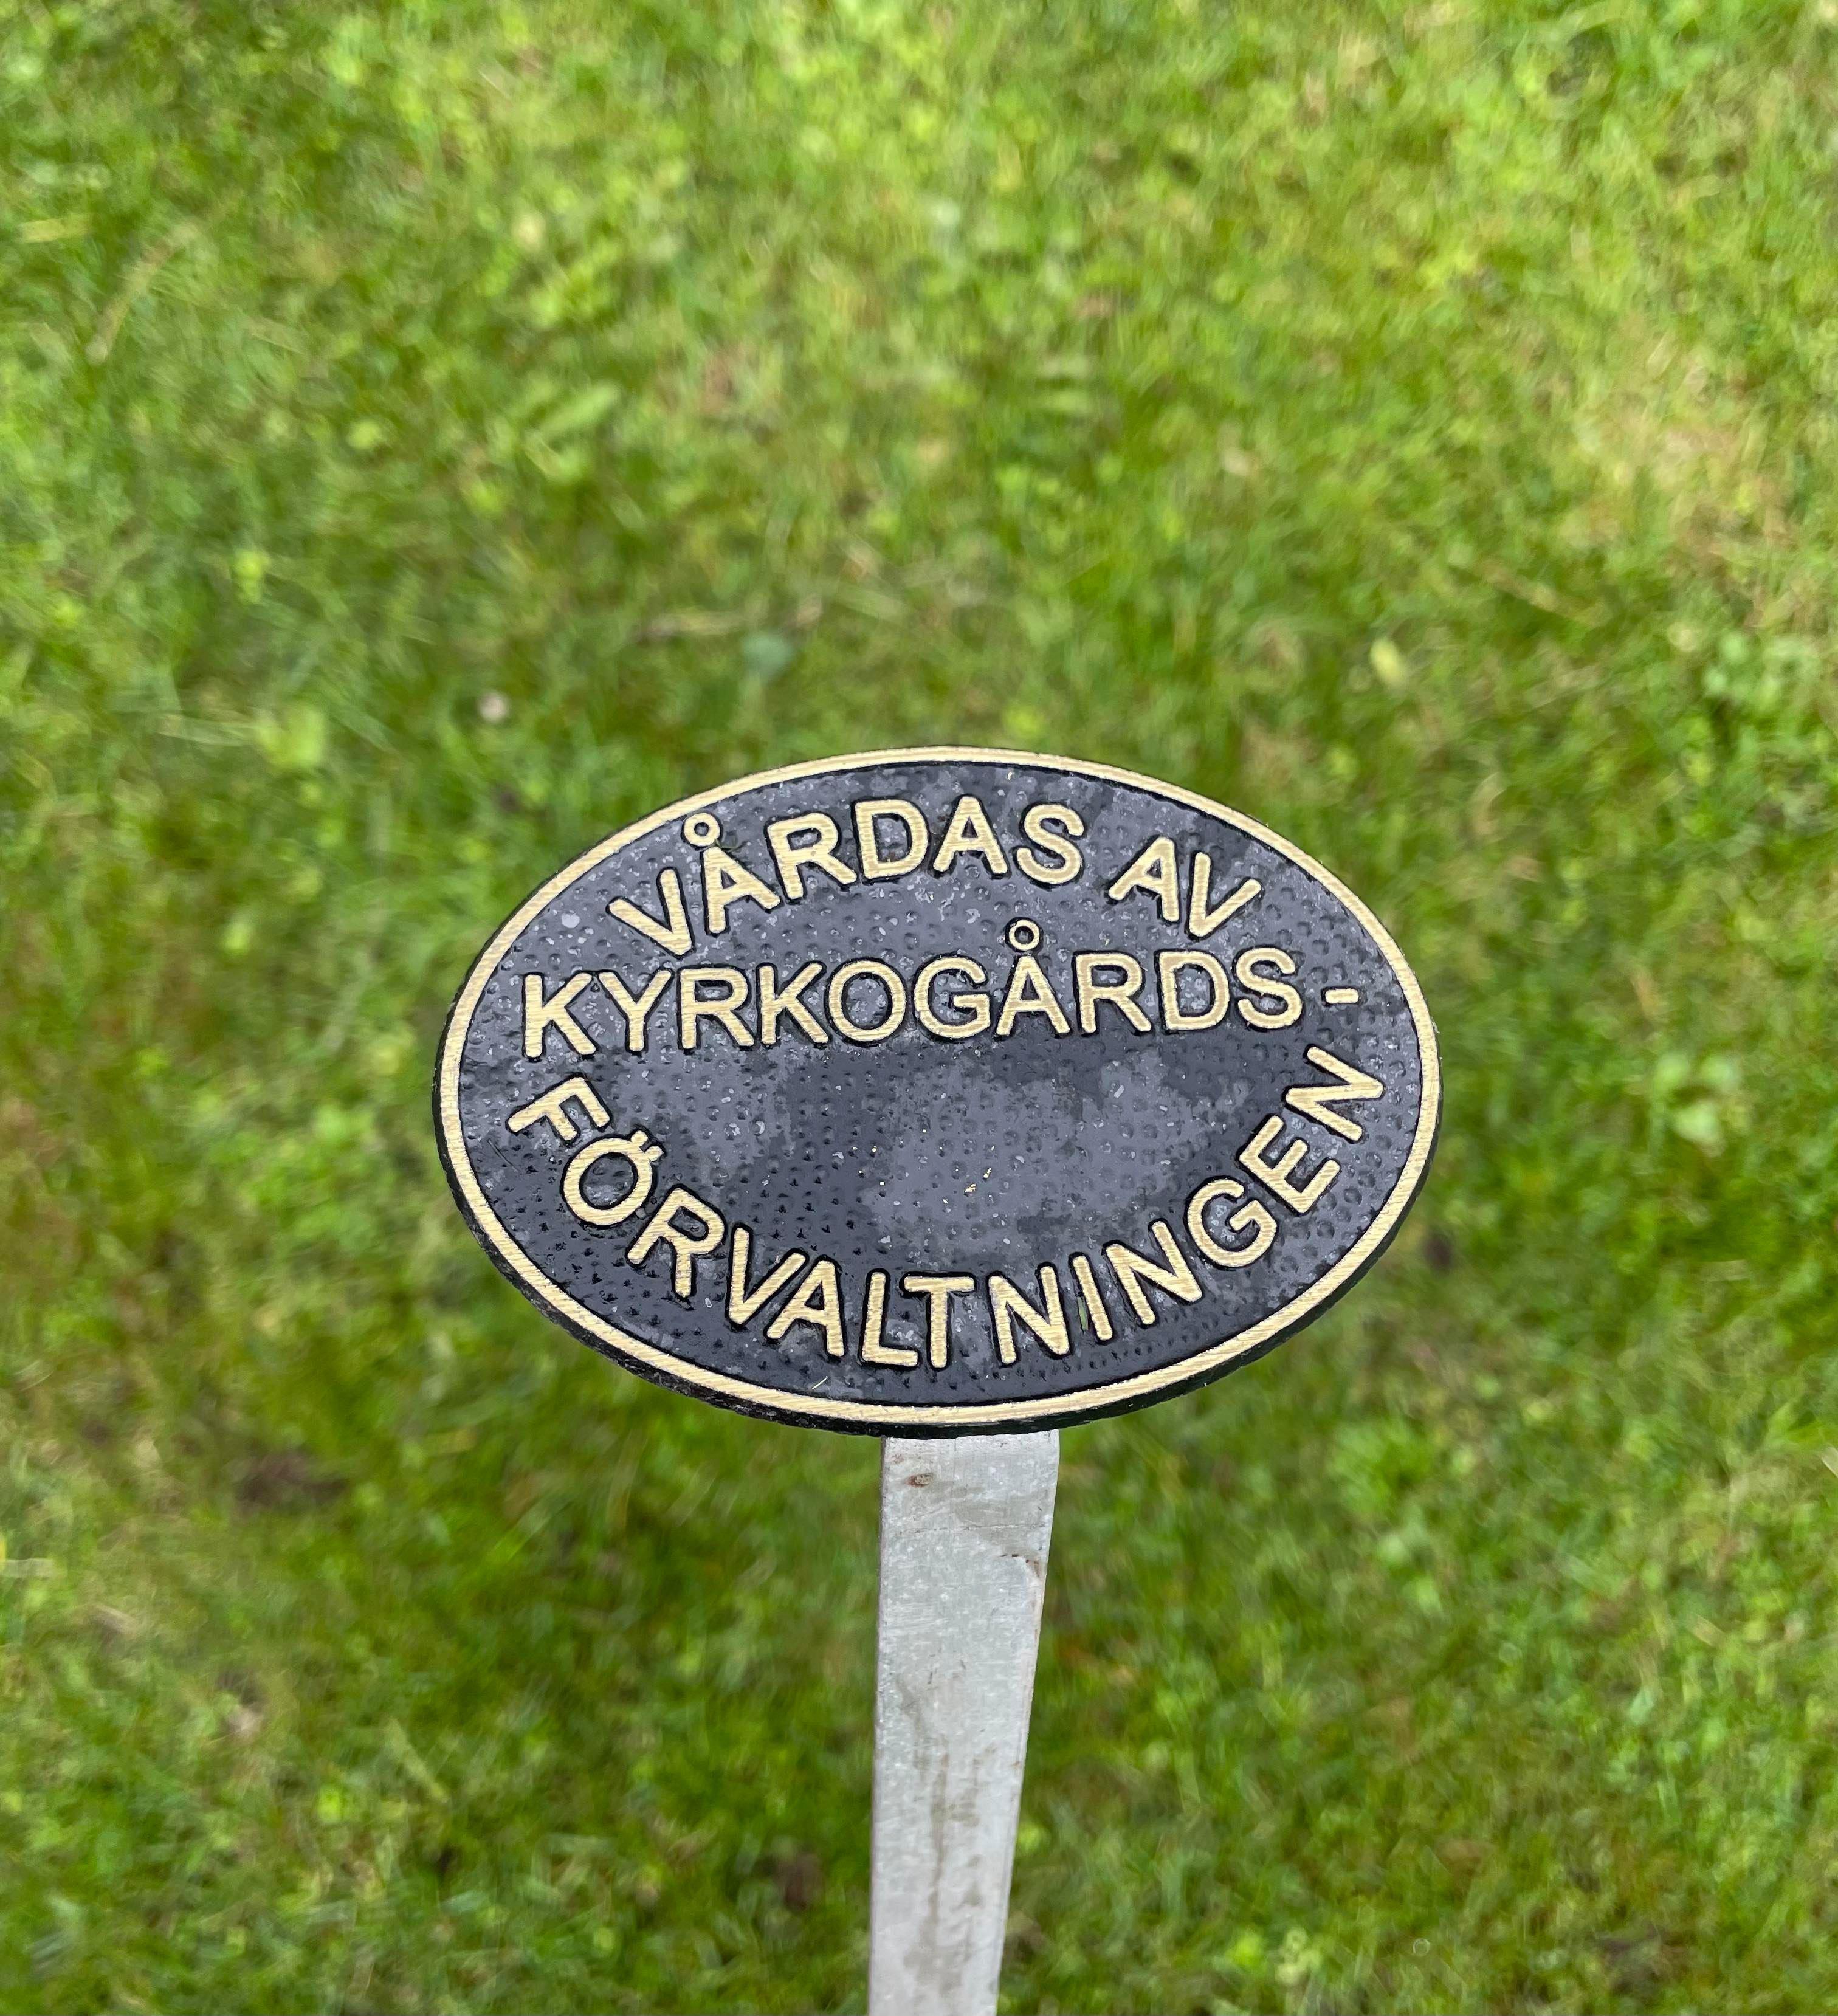 VÅRDAS AV
KYRKOGÅRDS-
FÖRVALTNINGEN